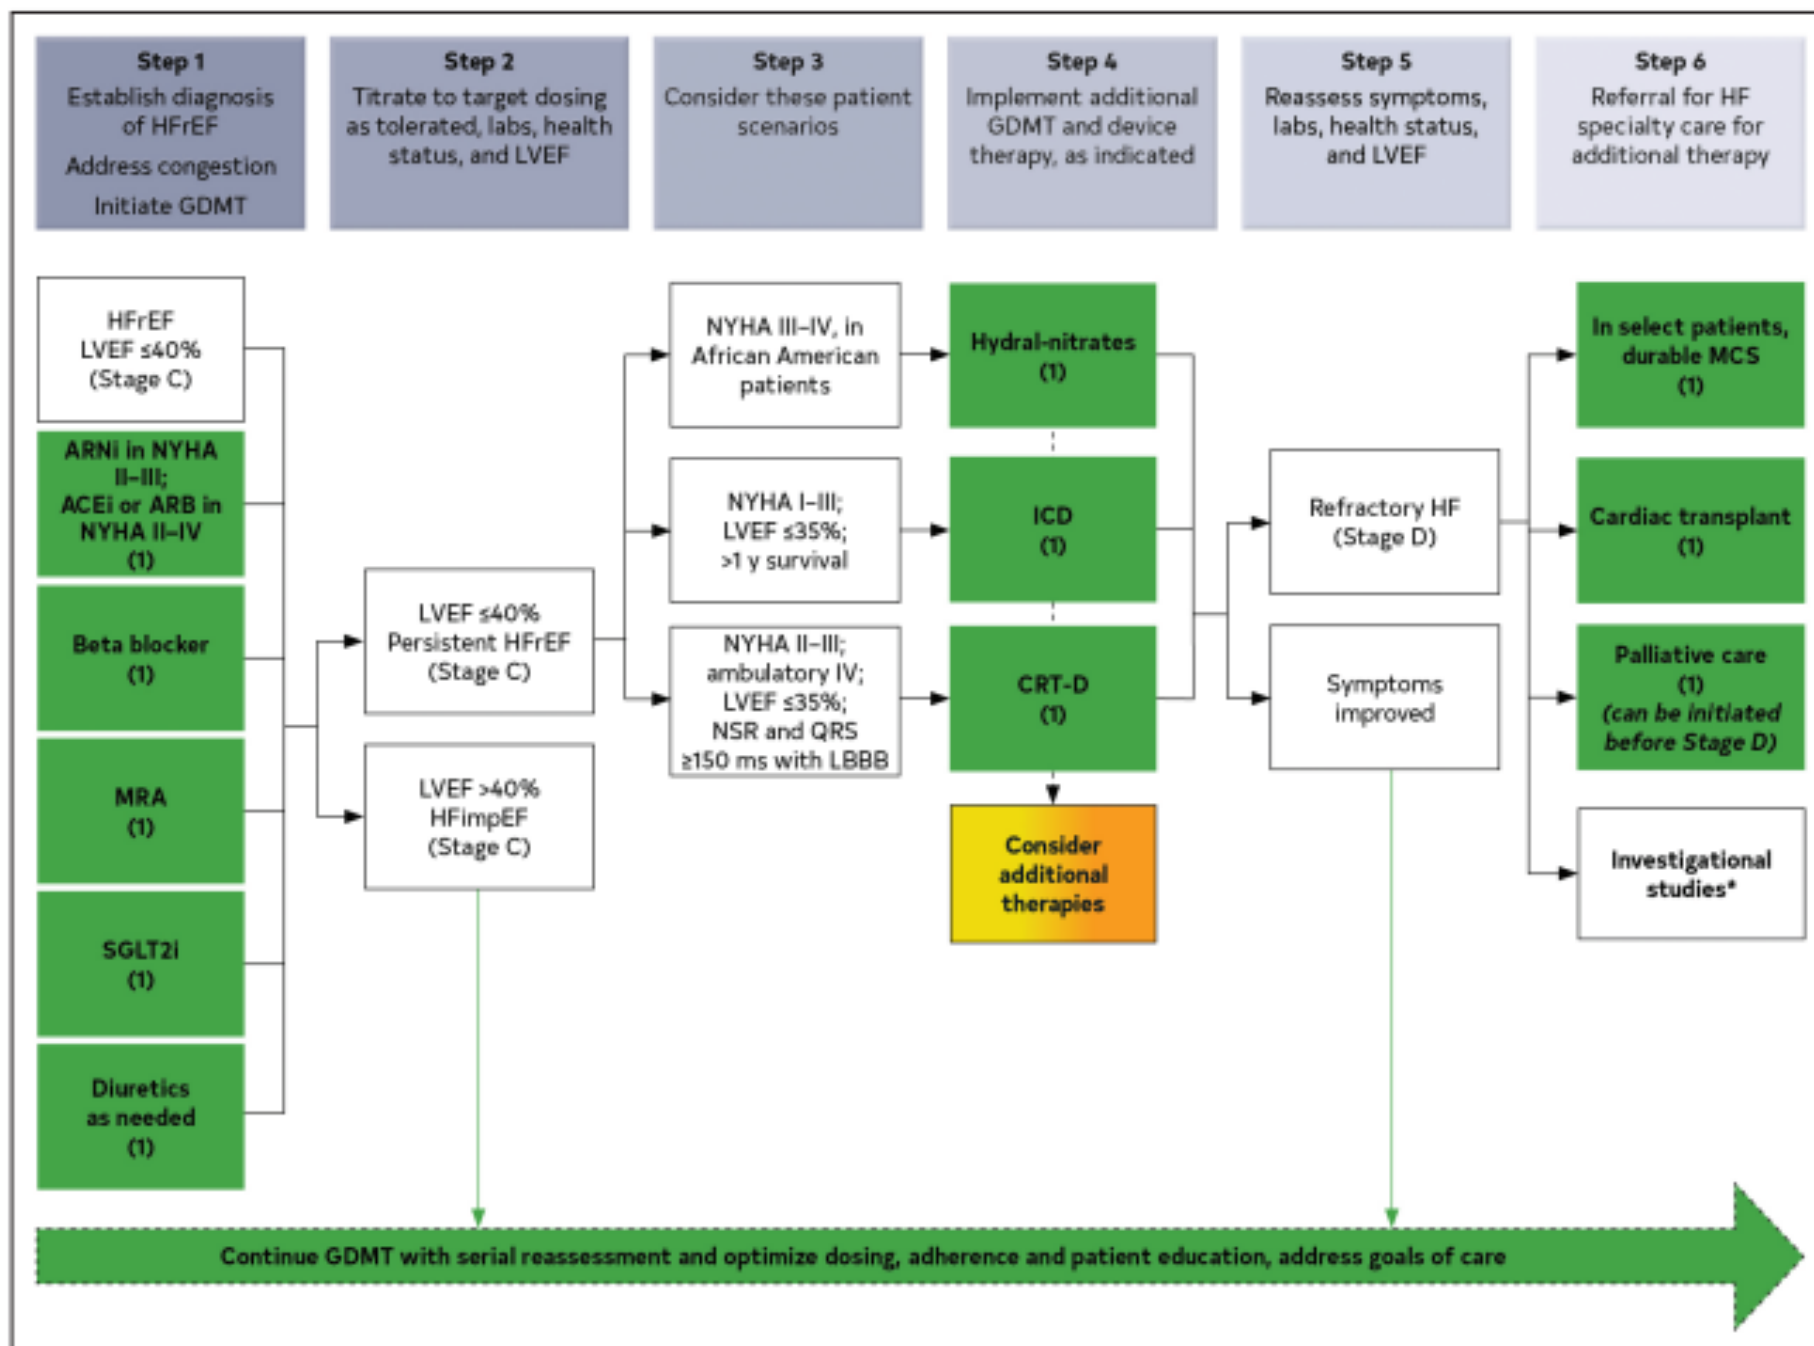 Step 1
Establish diagnosis
of HFrEF
Address congestion
Initiate GDMT
Step 2
Titrate to target dosing
as tolerated, labs, health
status, and LVEF
Step 3
Consider these patient
scenarios
Step 4
Implement additional
GDMT and device
therapy, as indicated
Step 5
Reassess symptoms,
labs, health status,
and LVEF
Step 6
Referral for HF
specialty care for
additional therapy
HFrEF
LVEF ≤40%
(Stage C)
ARNi in NYHA
II–III;
ACEi or ARB in
NYHA II–IV
(1)
Beta blocker
(1)
MRA
(1)
SGLT2i
(1)
Diuretics
as needed
(1)
LVEF ≤40%
Persistent HFrEF
(Stage C)
LVEF >40%
HFimpEF
(Stage C)
NYHA III–IV, in
African American
patients
NYHA I–III;
LVEF ≤35%;
>1 y survival
NYHA II–III;
ambulatory IV;
LVEF ≤35%;
NSR and QRS
≥150 ms with LBBB
Hydral-nitrates
(1)
ICD
(1)
CRT-D
(1)
Consider
additional
therapies
Refractory HF
(Stage D)
Symptoms
improved
In select patients,
durable MCS
(1)
Cardiac transplant
(1)
Palliative care
(1)
(can be initiated
before Stage D)
Investigational
studies*
Continue GDMT with serial reassessment and optimize dosing, adherence and patient education, address goals of care